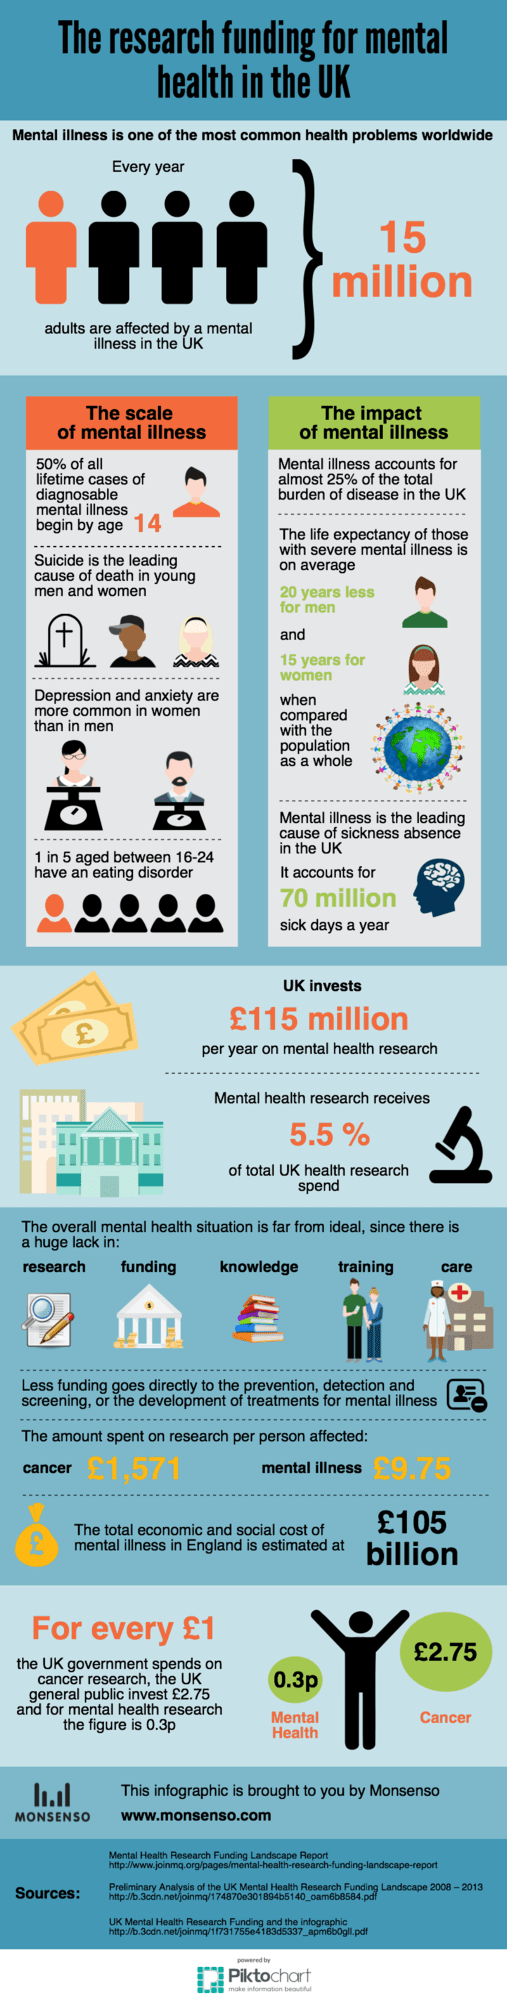 The research funding for mental
health in the UK
Mental illness is one of the most common health problems worldwide
Every year
15
million
adults are affected by a mental
illness in the UK
The scale
of mental illness
50% of all
lifetime cases of
diagnosable
mental illness
begin by age 14
Suicide is the leading
cause of death in young
men and women
Depression and anxiety are
more common in women
than in men
1 in 5 aged between 16-24
have an eating disorder
The impact
of mental illness
Mental illness accounts for
almost 25% of the total
burden of disease in the UK
The life expectancy of those
with severe mental illness is
on average
20 years less
for men
and
15 years for
women
when
compared
with the
population
as a whole
Mental illness is the leading
cause of sickness absence
in the UK
It accounts for
70 million
sick days a year
£
UK invests
£115 million
per year on mental health research
Mental health research receives
5.5 %
of total UK health research
spend
The overall mental health situation is far from ideal, since there is
a huge lack in:
research funding knowledge training care
Less funding goes directly to the prevention, detection and
screening, or the development of treatments for mental illness
The amount spent on research per person affected:
cancer £1,571 mental illness £9.75
£
The total economic and social cost of
mental illness in England is estimated at
£105
billion
For every £1
the UK government spends on
cancer research, the UK
general public invest £2.75
and for mental health research
the figure is 0.3p
0.3p
Mental
Health
£2.75
Cancer
MONSENSO
This infographic is brought to you by Monsenso
www.monsenso.com
Sources:
Mental Health Research Funding Landscape Report
http://www.joinmq.org/pages/mental-health-research-funding-landscape-report
Preliminary Analysis of the UK Mental Health Research Funding Landscape 2008 – 2013
http://b.3cdn.net/joinmq/174870e301894b5140_oam6b8584.pdf
UK Mental Health Research Funding and the infographic
http://b.3cdn.net/joinmq/1f731755e4183d5337_apm6b0gll.pdf
powered by
Piktochart
make information beautiful